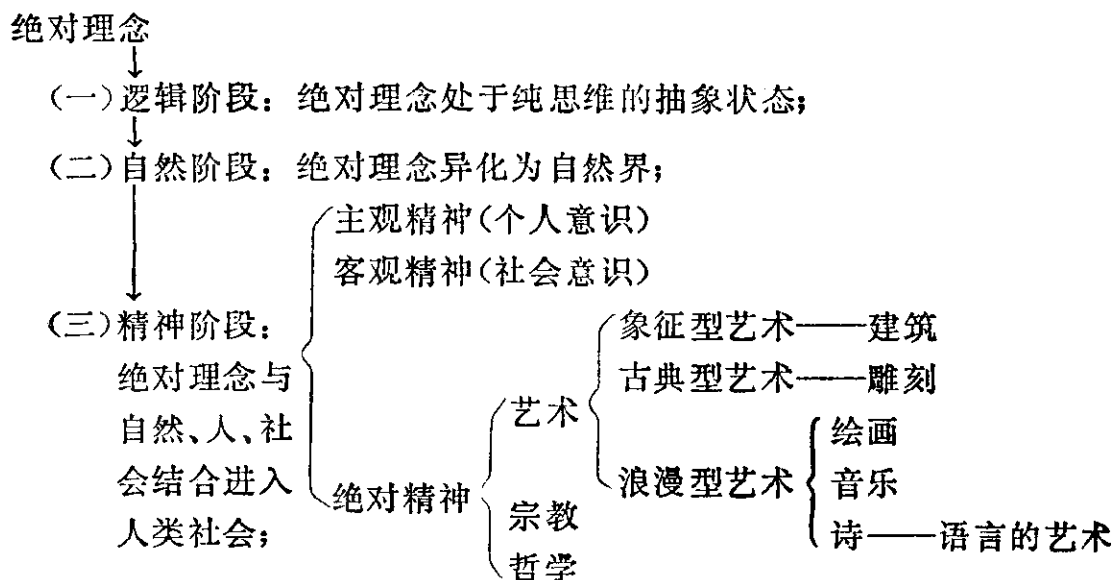 绝对理念
(一)逻辑阶段：绝对理念处于纯思维的抽象状态；
(二)自然阶段：绝对理念异化为自然界；
主观精神(个人意识)
客观精神(社会意识)
(三)精神阶段：
绝对理念与
自然、人、社
会结合进入
人类社会；
绝对精神
艺术
宗教
哲学
象征型艺术——建筑
古典型艺术——雕刻
浪漫型艺术
绘画
音乐
诗——语言的艺术